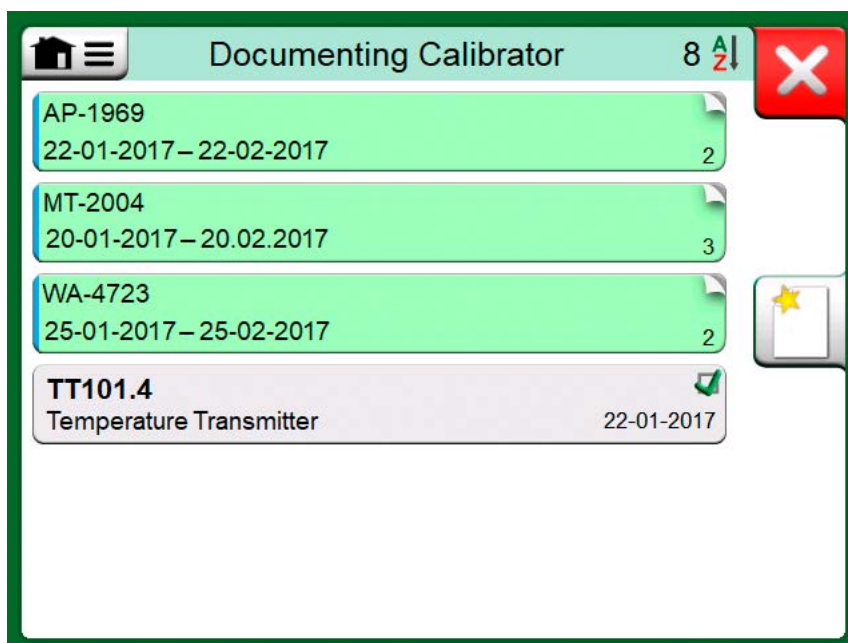 Documenting Calibrator 8 AZ
AP-1969
22-01-2017 – 22-02-2017
2
MT-2004
20-01-2017 – 20.02.2017
3
WA-4723
25-01-2017 – 25-02-2017
2
TT101.4
Temperature Transmitter
22-01-2017